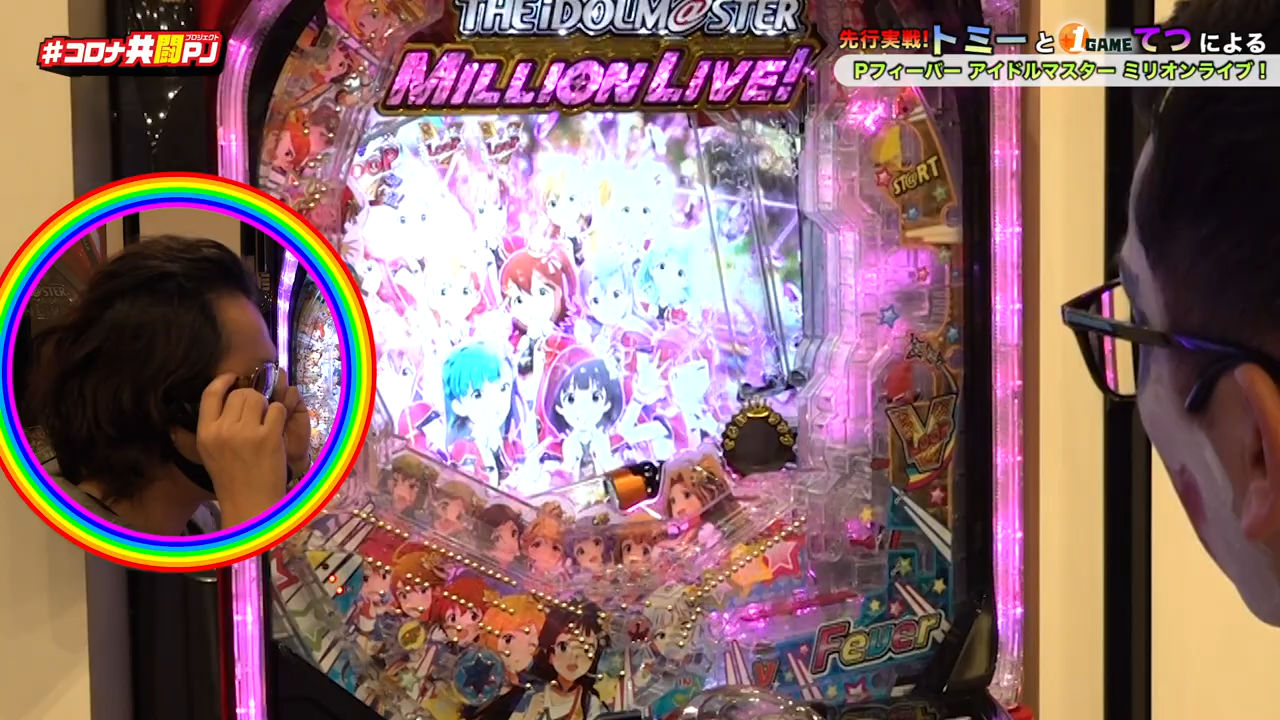 THE iDOLM@STER
MILLION LIVE!
#コロナ共闘PJ
プロジェクト
先行実戦!トミーと1GAMEてつによる
Pフィーバー アイドルマスター ミリオンライブ!
ST@RT
V
Loop
Fever